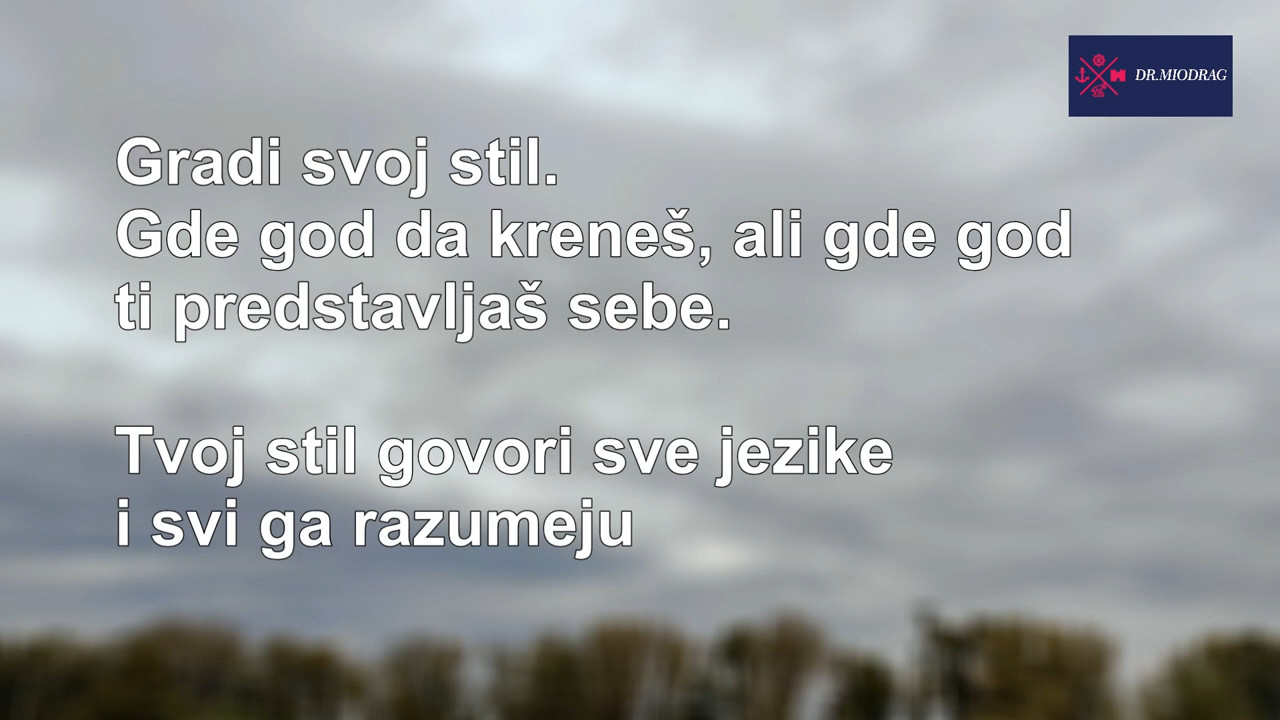 DR.MIODRAG
Gradi svoj stil.
Gde god da kreneš, ali gde god
ti predstavljaš sebe.
Tvoj stil govori sve jezike
i svi ga razumeju